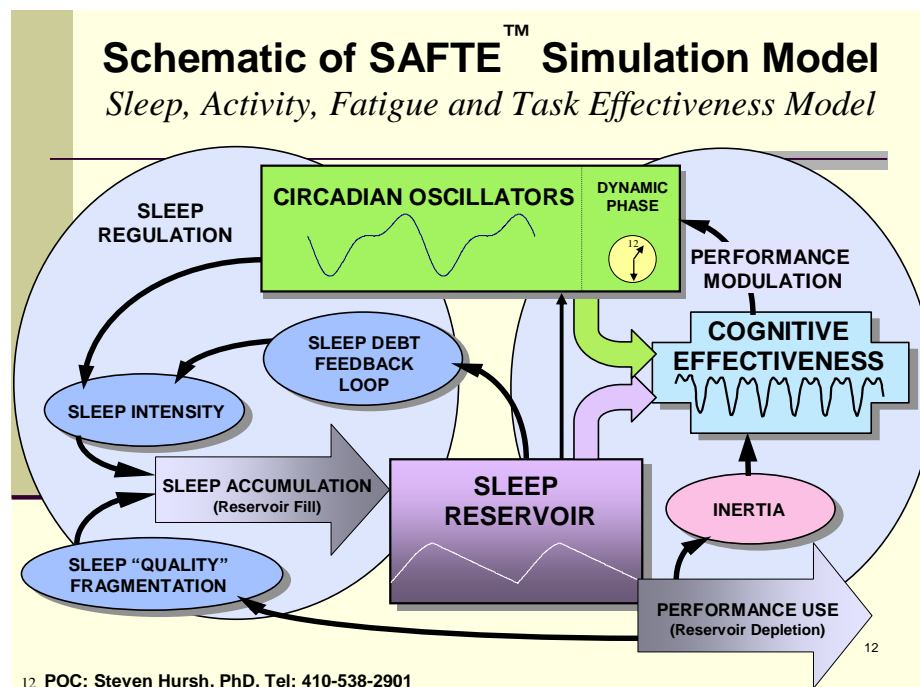 Schematic of SAFTE™ Simulation Model
Sleep, Activity, Fatigue and Task Effectiveness Model
SLEEP
REGULATION
CIRCADIAN OSCILLATORS
DYNAMIC
PHASE
12
PERFORMANCE
MODULATION
SLEEP DEBT
FEEDBACK
LOOP
COGNITIVE
EFFECTIVENESS
SLEEP INTENSITY
SLEEP ACCUMULATION
(Reservoir Fill)
SLEEP
RESERVOIR
INERTIA
SLEEP “QUALITY”
FRAGMENTATION
PERFORMANCE USE
(Reservoir Depletion)
12
12 POC: Steven Hursh, PhD. Tel: 410-538-2901